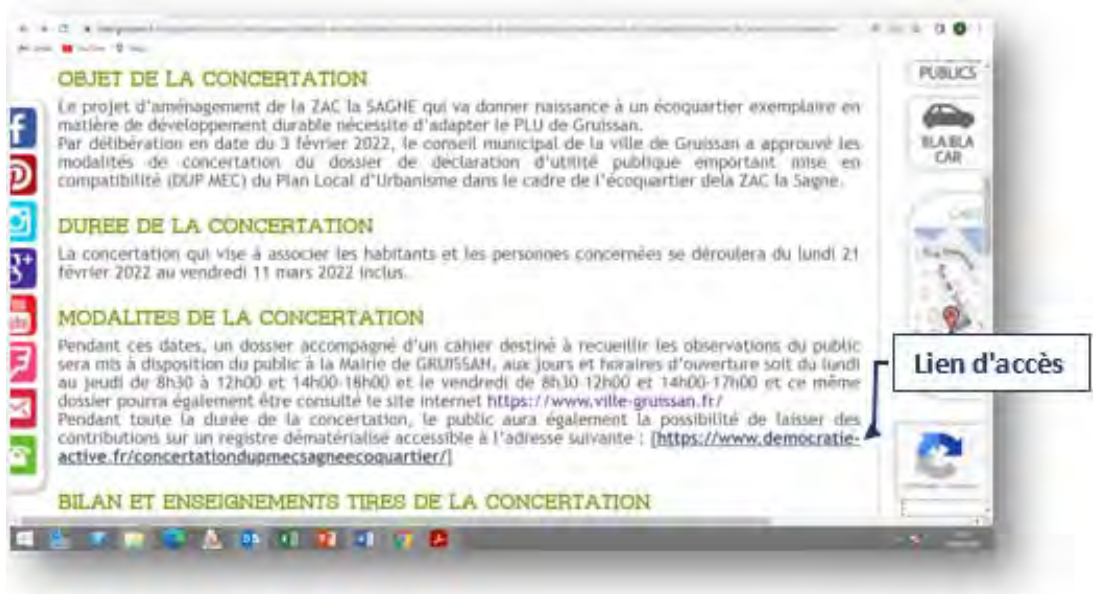 OBJET DE LA CONCERTATION
Le projet d'aménagement de la ZAC la SAGNE qui va donner naissance à un écoquartier exemplaire en
matière de développement durable nécessite d'adapter le PLU de Gruissan.
Par délibération en date du 3 février 2022, le conseil municipal de la ville de Gruissan a approuvé les
modalités de concertation du dossier de déclaration d'utilité publique emportant mise en
compatibilité (DUP MEC) du Plan Local d'Urbanisme dans le cadre de l'écoquartier dela ZAC la Sagne.
DUREE DE LA CONCERTATION
La concertation qui vise à associer les habitants et les personnes concernées se déroulera du lundi 21
février 2022 au vendredi 11 mars 2022 inclus.
MODALITES DE LA CONCERTATION
Pendant ces dates, un dossier accompagné d'un cahier destiné à recueillir les observations du public
sera mis à disposition du public à la Mairie de GRUISSAN, aux jours et horaires d'ouverture soit du lundi
au jeudi de 8h30 à 12h00 et 14h00-18h00 et le vendredi de 8h30-12h00 et 14h00-17h00 et ce même
dossier pourra également être consulté le site internet https://www.ville-gruissan.fr/
Pendant toute la durée de la concertation, le public aura également la possibilité de laisser des
contributions sur un registre dématérialisé accessible à l'adresse suivante : [https://www.democratie-
active.fr/concertationdupmecsagneecoquartier/]
BILAN ET ENSEIGNEMENTS TIRES DE LA CONCERTATION
PUBLICS
BLABLA
CAR
Lien d'accès